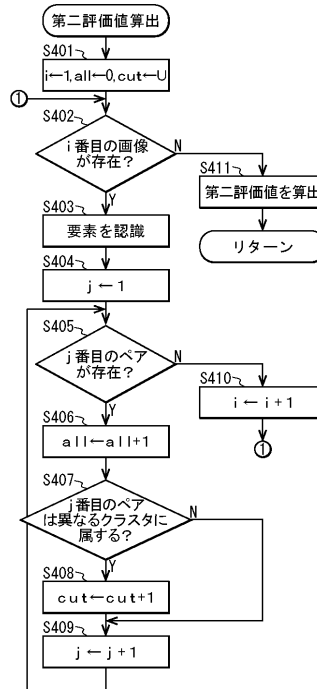 第二評価値算出
S401
i←1,all←0,cut←U
①
S402
i番目の画像
が存在?
N
Y
S411
第二評価値を算出
リターン
S403
要素を認識
S404
j←1
S405
j番目のペア
が存在?
N
Y
S410
i←i+1
①
S406
all←all+1
S407
j番目のペア
は異なるクラスタに
属する?
N
Y
S408
cut←cut+1
S409
j←j+1